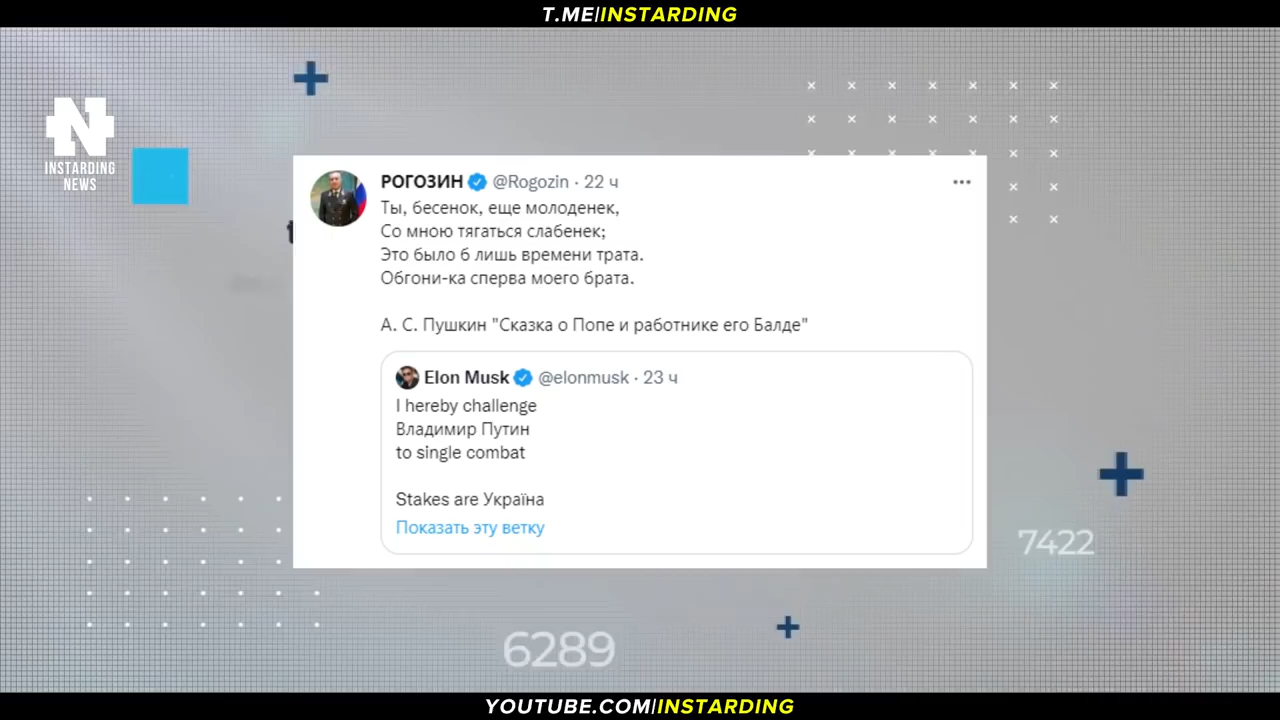 T.ME|INSTARDING
INSTARDING
NEWS
РОГОЗИН @Rogozin · 22 ч
Ты, бесенок, еще молоденек,
Со мною тягаться слабенек;
Это было б лишь времени трата.
Обгони-ка сперва моего брата.
А. С. Пушкин "Сказка о Попе и работнике его Балде"
Elon Musk @elonmusk · 23 ч
I hereby challenge
Владимир Путин
to single combat
Stakes are Україна
Показать эту ветку
7422
6289
YOUTUBE.COM|INSTARDING